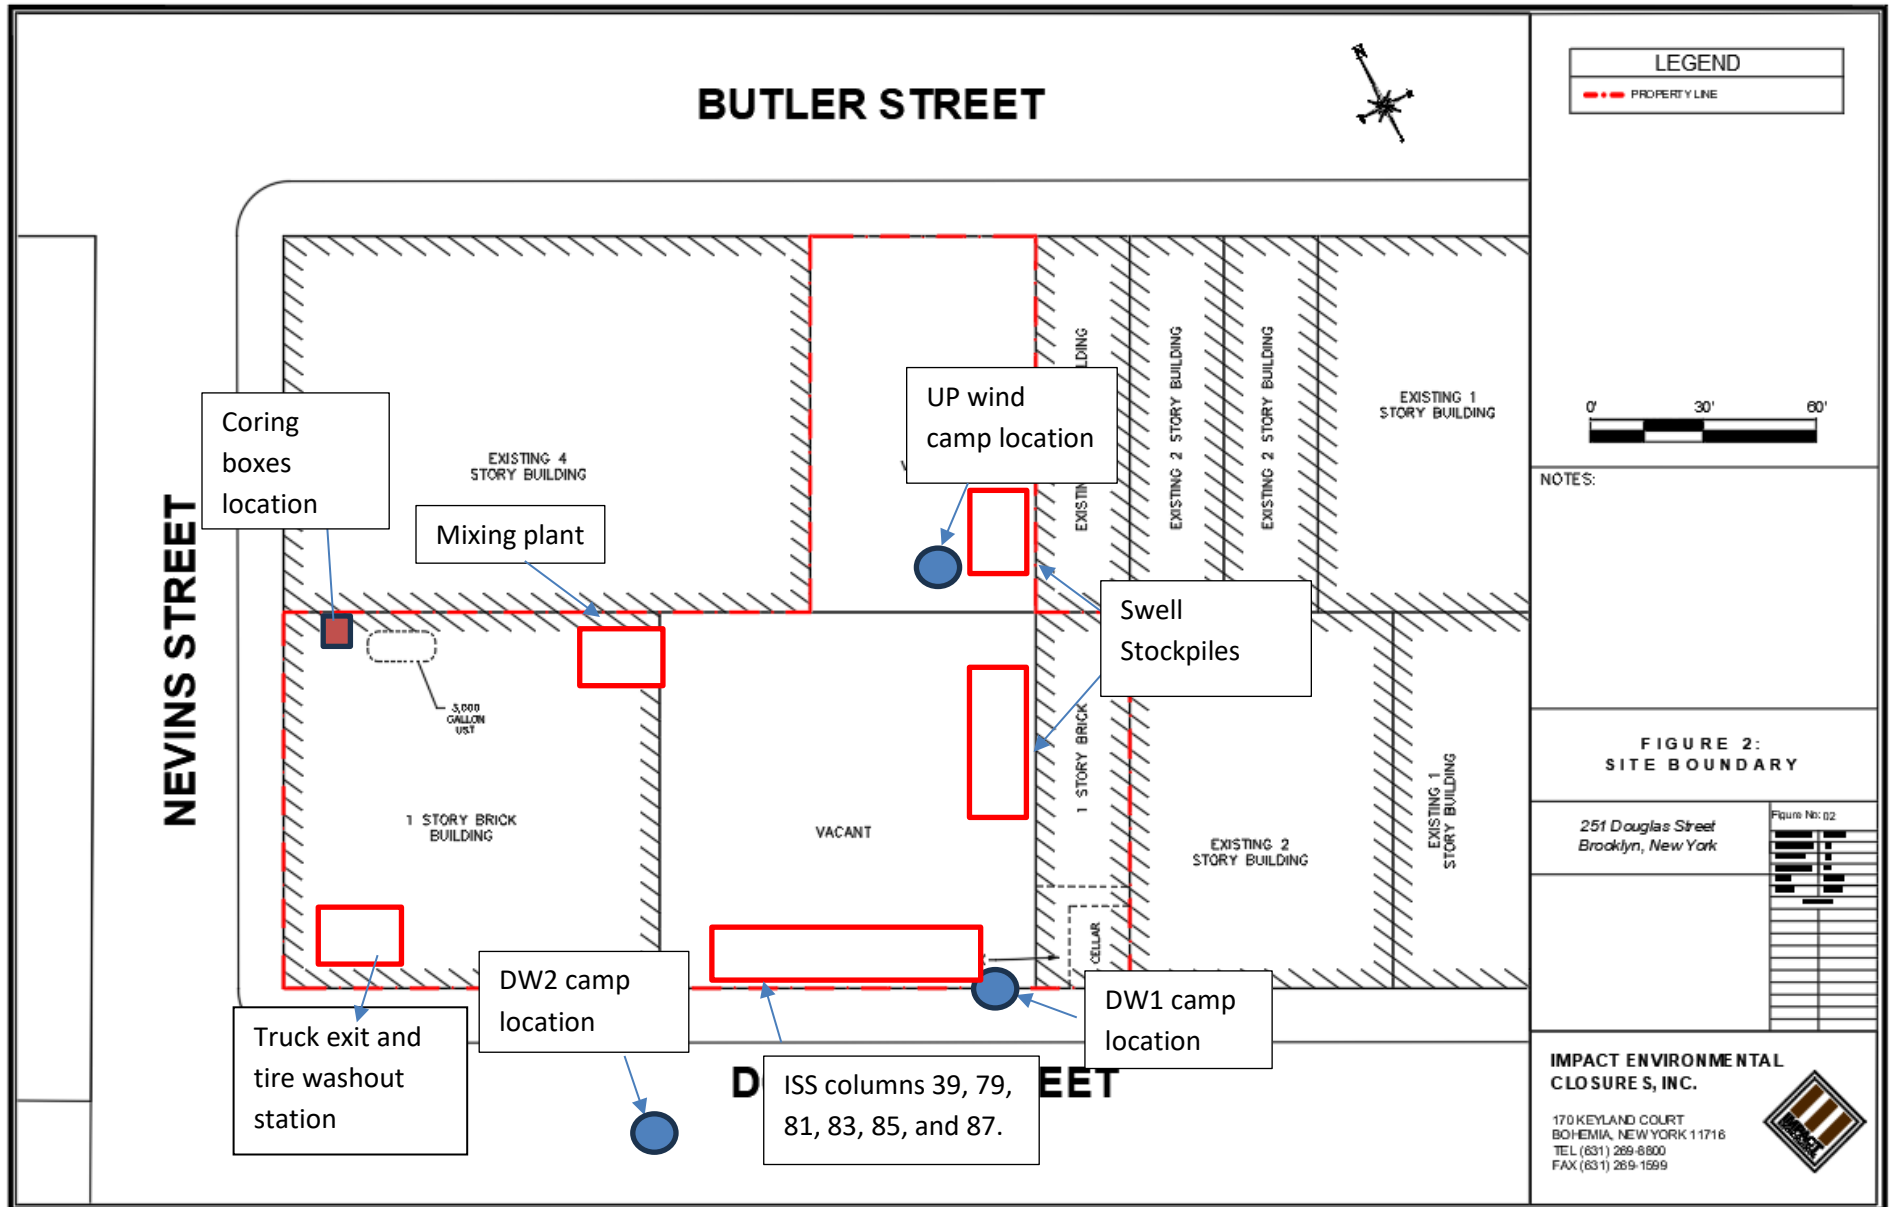 BUTLER STREET
N
LEGEND
PROPERTY LINE
0' 30' 60'
NOTES:
Coring
boxes
location
EXISTING 4
STORY BUILDING
Mixing plant
UP wind
camp location
EXISTING 2 STORY BUILDING
EXISTING 2 STORY BUILDING
EXISTING 1
STORY BUILDING
NEVINS STREET
Swell
Stockpiles
3,000
GALLON
UST
1 STORY BRICK
BUILDING
VACANT
1 STORY BRICK
CELLAR
EXISTING 2
STORY BUILDING
EXISTING 1
STORY BUILDING
Truck exit and
tire washout
station
DW2 camp
location
DW1 camp
location
ISS columns 39, 79,
81, 83, 85, and 87.
D
EET
FIGURE 2:
SITE BOUNDARY
251 Douglas Street
Brooklyn, New York
Figure No: 02
IMPACT ENVIRONMENTAL
CLOSURES, INC.
170 KEYLAND COURT
BOHEMIA, NEW YORK 11716
TEL (631) 269-8800
FAX (631) 269-1599
IMPACT